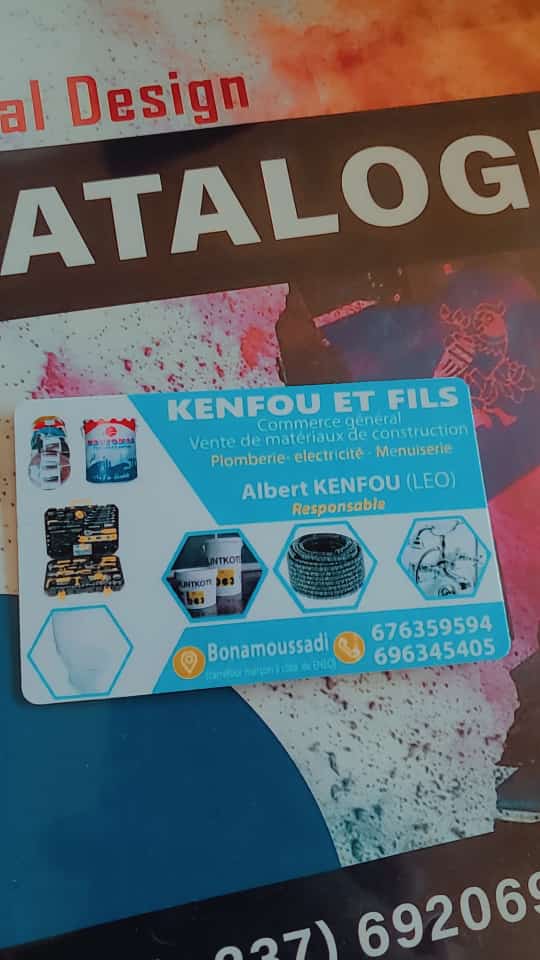 al Design
ATALOG
KENFOU ET FILS
Commerce général
Vente de matériaux de construction
Plomberie- electricité - Menuiserie
Albert KENFOU (LEO)
Responsable
Bonamoussadi
676359594
696345405
237) 692069